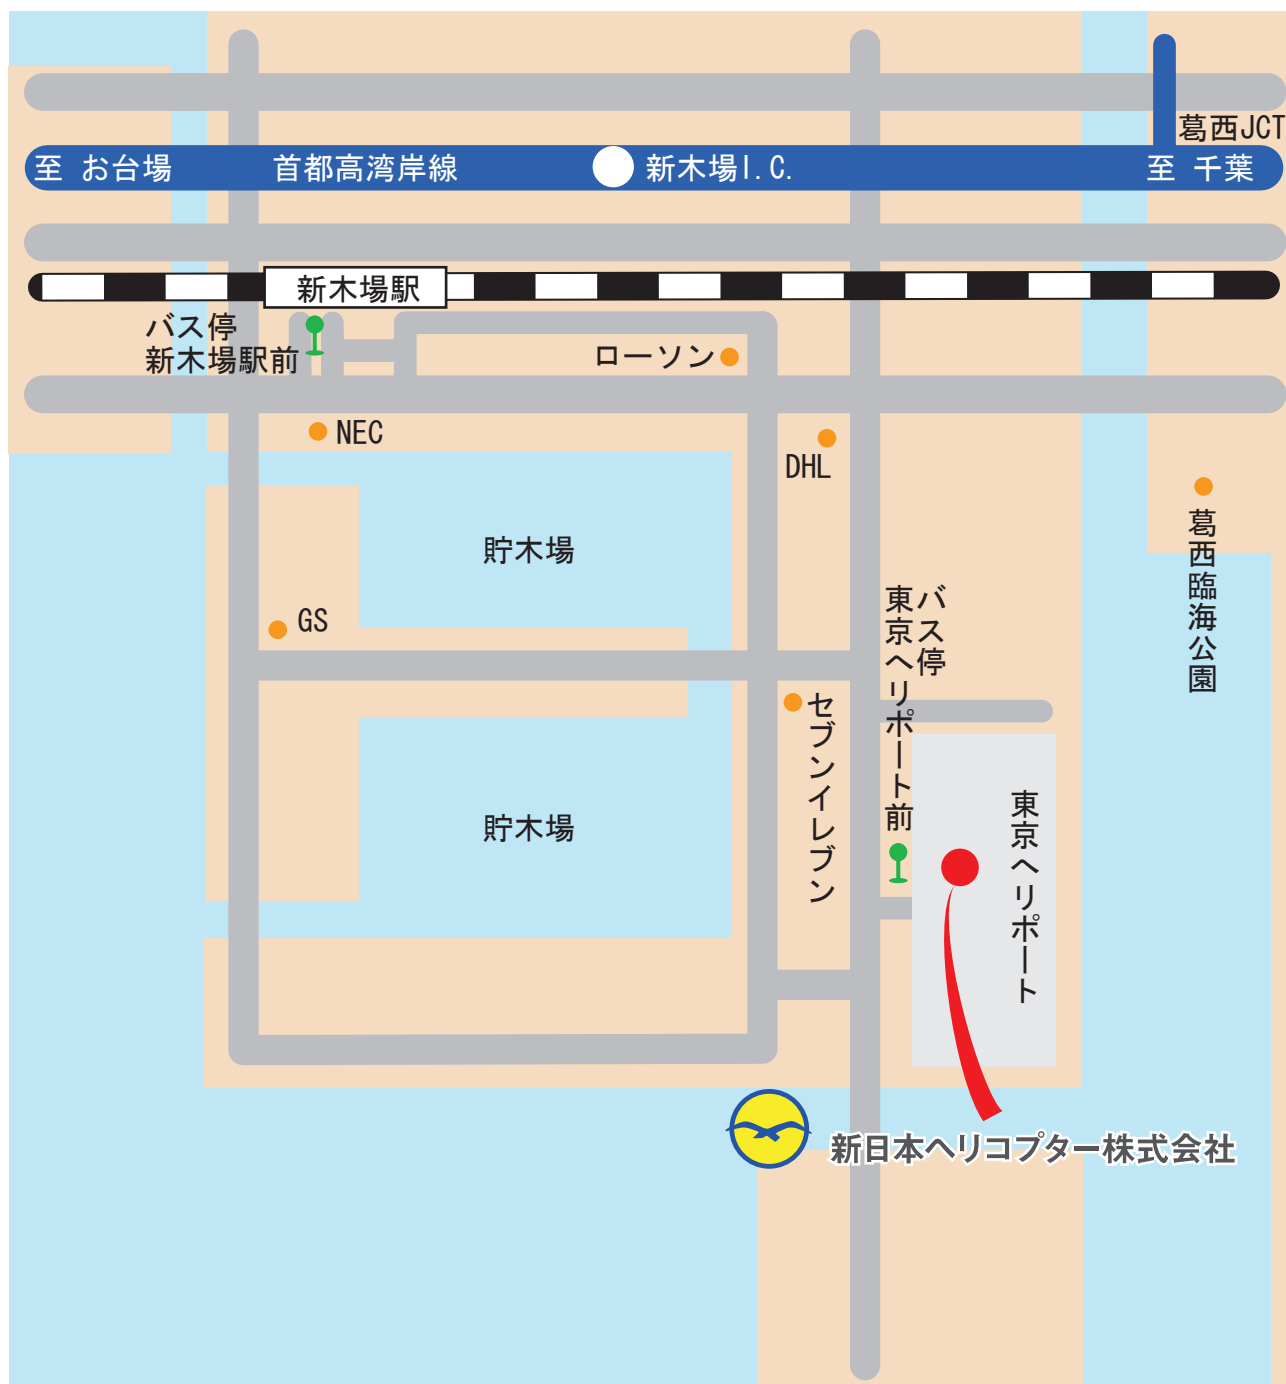 葛西JCT
至 お台場
首都高湾岸線
新木場I.C.
至 千葉
新木場駅
バス停
新木場駅前
ローソン
NEC
DHL
貯木場
葛西臨海公園
GS
バス停
東京ヘリポート前
セブンイレブン
貯木場
東京ヘリポート
新日本ヘリコプター株式会社